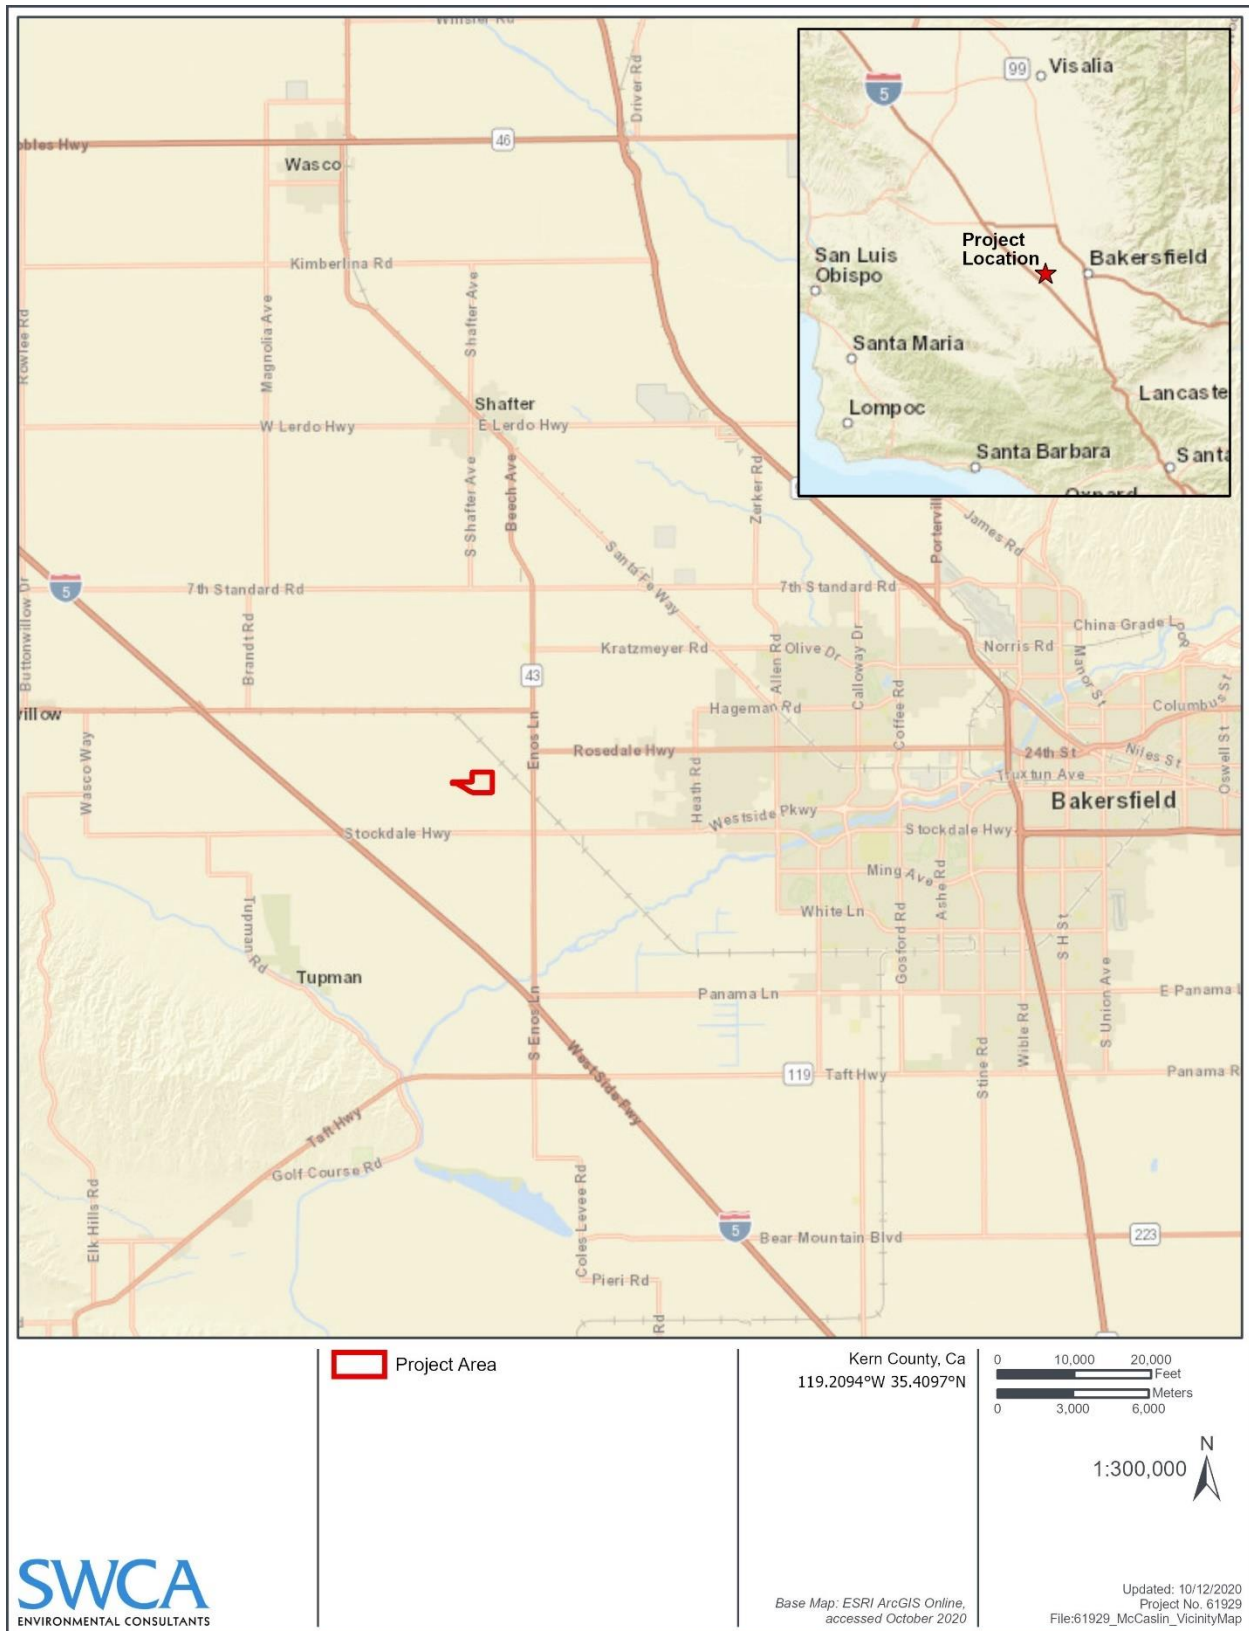 Whisler Rd
Driver Rd
obles Hwy
46
Wasco
Kimberlina Rd
Rowlee Rd
Magnolia Ave
Shafter Ave
Shafter
W Lerdo Hwy
E Lerdo Hwy
S Shafter Ave
Beech Ave
Zerker Rd
Santa Fe Way
Porterville
James Rd
5
7th Standard Rd
7th Standard Rd
Buttonwillow Dr
Brandt Rd
Kratzmeyer Rd
Allen Rd
Olive Dr
Calloway Dr
Norris Rd
China Grade Loop
Manor St
43
Coffee Rd
Columbus St
willow
Hageman Rd
Enos Ln
Rosedale Hwy
24th St
Niles St
Oswell St
Wasco Way
Heath Rd
Truxtun Ave
Bakersfield
Westside Pkwy
Stockdale Hwy
Stockdale Hwy
Ming Ave
Ashe Rd
White Ln
Gosford Rd
S H St
Tupman Rd
Tupman
Panama Ln
E Panama L
S Enos Ln
S Union Ave
Wible Rd
Stine Rd
West Side Fwy
119
Taft Hwy
Panama R
Taft Hwy
Golf Course Rd
Elk Hills Rd
Coles Levee Rd
5
Bear Mountain Blvd
223
Pieri Rd
Rd
99
Visalia
5
Project
Location
San Luis
Obispo
Bakersfield
Santa Maria
Lompoc
Lancaste
Santa Barbara
Santa
Oxnard
Project Area
Kern County, Ca
119.2094°W 35.4097°N
0 10,000 20,000
Feet
Meters
0 3,000 6,000
N
1:300,000
SWCA
ENVIRONMENTAL CONSULTANTS
Base Map: ESRI ArcGIS Online,
accessed October 2020
Updated: 10/12/2020
Project No. 61929
File:61929_McCaslin_VicinityMap